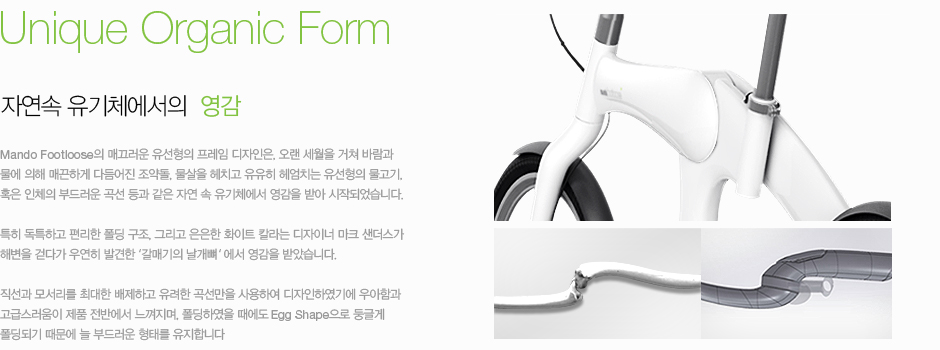 Unique Organic Form
자연속 유기체에서의 영감
Mando Footloose의 매끄러운 유선형의 프레임 디자인은, 오랜 세월을 거쳐 바람과
물에 의해 매끈하게 다듬어진 조약돌, 물살을 헤치고 유유히 헤엄치는 유선형의 물고기,
혹은 인체의 부드러운 곡선 등과 같은 자연 속 유기체에서 영감을 받아 시작되었습니다.
특히 독특하고 편리한 폴딩 구조, 그리고 은은한 화이트 칼라는 디자이너 마크 샌더스가
해변을 걷다가 우연히 발견한 ‘갈매기의 날개뼈’ 에서 영감을 받았습니다.
직선과 모서리를 최대한 배제하고 유려한 곡선만을 사용하여 디자인하였기에 우아함과
고급스러움이 제품 전반에서 느껴지며, 폴딩하였을 때에도 Egg Shape으로 둥글게
폴딩되기 때문에 늘 부드러운 형태를 유지합니다